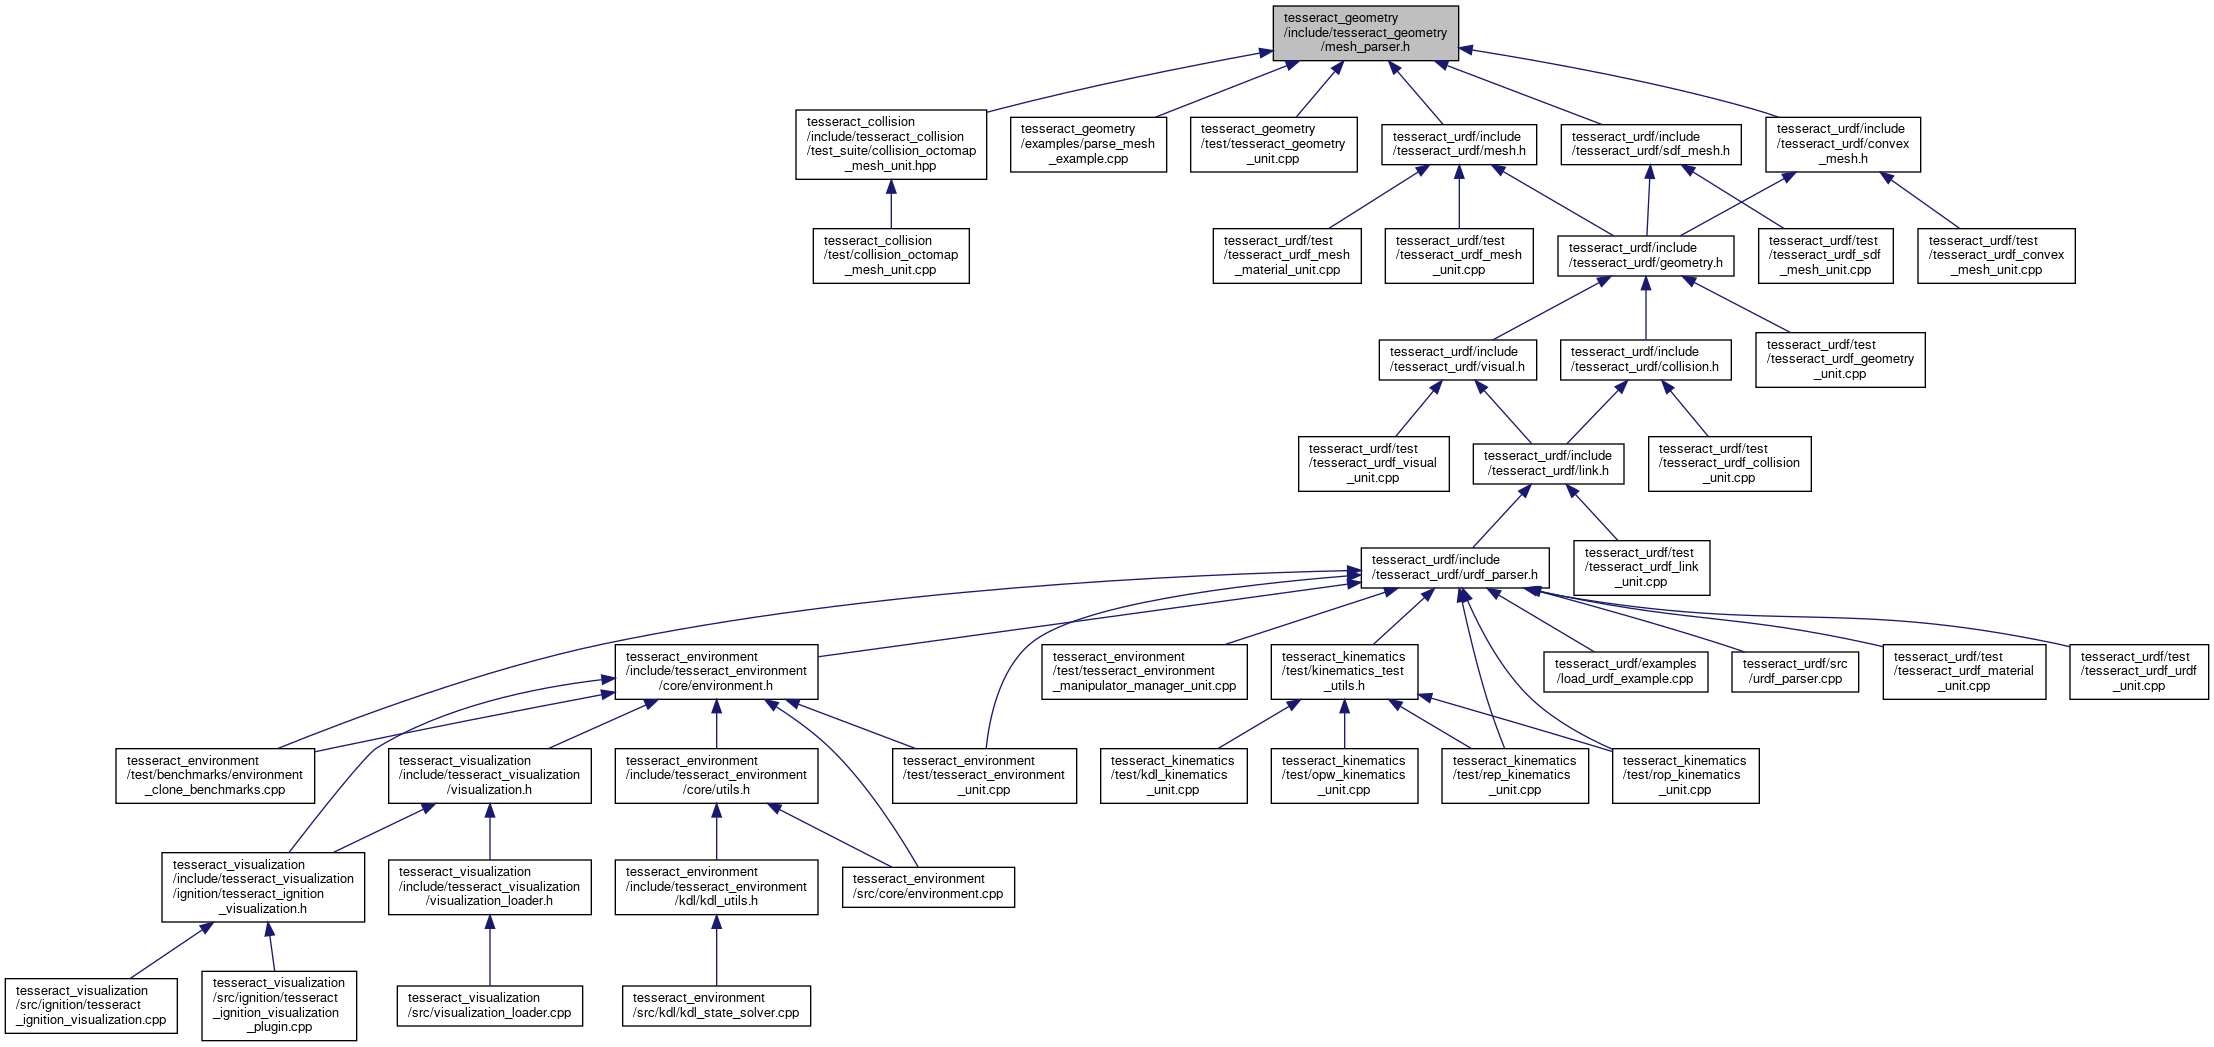 tesseract_geometry
/include/tesseract_geometry
/mesh_parser.h
tesseract_collision
/include/tesseract_collision
/test_suite/collision_octomap
_mesh_unit.hpp
tesseract_geometry
/examples/parse_mesh
_example.cpp
tesseract_geometry
/test/tesseract_geometry
_unit.cpp
tesseract_urdf/include
/tesseract_urdf/mesh.h
tesseract_urdf/include
/tesseract_urdf/sdf_mesh.h
tesseract_urdf/include
/tesseract_urdf/convex
_mesh.h
tesseract_collision
/test/collision_octomap
_mesh_unit.cpp
tesseract_urdf/test
/tesseract_urdf_mesh
_material_unit.cpp
tesseract_urdf/test
/tesseract_urdf_mesh
_unit.cpp
tesseract_urdf/include
/tesseract_urdf/geometry.h
tesseract_urdf/test
/tesseract_urdf_sdf
_mesh_unit.cpp
tesseract_urdf/test
/tesseract_urdf_convex
_mesh_unit.cpp
tesseract_urdf/include
/tesseract_urdf/visual.h
tesseract_urdf/include
/tesseract_urdf/collision.h
tesseract_urdf/test
/tesseract_urdf_geometry
_unit.cpp
tesseract_urdf/test
/tesseract_urdf_visual
_unit.cpp
tesseract_urdf/include
/tesseract_urdf/link.h
tesseract_urdf/test
/tesseract_urdf_collision
_unit.cpp
tesseract_urdf/include
/tesseract_urdf/urdf_parser.h
tesseract_urdf/test
/tesseract_urdf_link
_unit.cpp
tesseract_environment
/include/tesseract_environment
/core/environment.h
tesseract_environment
/test/tesseract_environment
_manipulator_manager_unit.cpp
tesseract_kinematics
/test/kinematics_test
_utils.h
tesseract_urdf/examples
/load_urdf_example.cpp
tesseract_urdf/src
/urdf_parser.cpp
tesseract_urdf/test
/tesseract_urdf_material
_unit.cpp
tesseract_urdf/test
/tesseract_urdf_urdf
_unit.cpp
tesseract_environment
/test/benchmarks/environment
_clone_benchmarks.cpp
tesseract_visualization
/include/tesseract_visualization
/visualization.h
tesseract_environment
/include/tesseract_environment
/core/utils.h
tesseract_environment
/test/tesseract_environment
_unit.cpp
tesseract_kinematics
/test/kdl_kinematics
_unit.cpp
tesseract_kinematics
/test/opw_kinematics
_unit.cpp
tesseract_kinematics
/test/rep_kinematics
_unit.cpp
tesseract_kinematics
/test/rop_kinematics
_unit.cpp
tesseract_visualization
/include/tesseract_visualization
/ignition/tesseract_ignition
_visualization.h
tesseract_visualization
/include/tesseract_visualization
/visualization_loader.h
tesseract_environment
/include/tesseract_environment
/kdl/kdl_utils.h
tesseract_environment
/src/core/environment.cpp
tesseract_visualization
/src/ignition/tesseract
_ignition_visualization.cpp
tesseract_visualization
/src/ignition/tesseract
_ignition_visualization
_plugin.cpp
tesseract_visualization
/src/visualization_loader.cpp
tesseract_environment
/src/kdl/kdl_state_solver.cpp